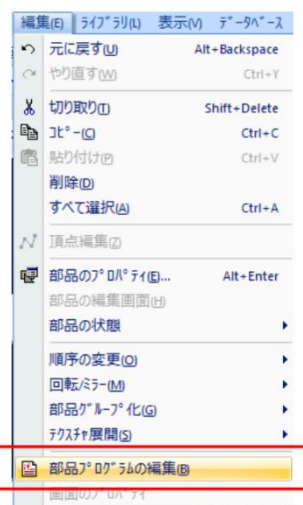 編集(E) ﾗｲﾌﾞﾗﾘ(L) 表示(V) ﾃﾞｰﾀﾍﾞｰｽ
元に戻す(U) Alt+Backspace
やり直す(W) Ctrl+Y
切り取り(T) Shift+Delete
ｺﾋﾟｰ(C) Ctrl+C
貼り付け(P) Ctrl+V
削除(D)
すべて選択(A) Ctrl+A
頂点編集(Z)
部品のﾌﾟﾛﾊﾟﾃｨ(E)... Alt+Enter
部品の編集画面(H)
部品の状態
順序の変更(O)
回転/ﾐﾗｰ(M)
部品ｸﾞﾙｰﾌﾟ化(G)
ﾃｸｽﾁｬ展開(S)
部品ﾌﾟﾛｸﾞﾗﾑの編集(B)
画面のﾌﾟﾛﾊﾟﾃｨ